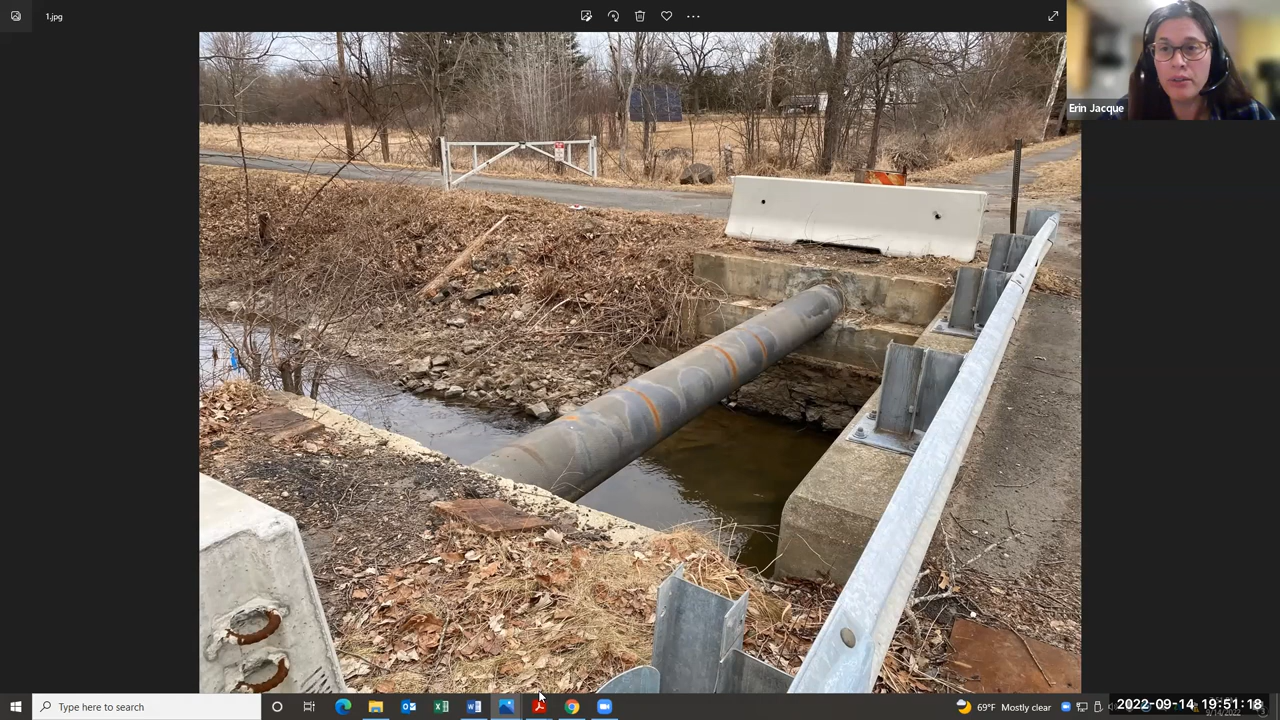 1.jpg
Erin Jacque
Type here to search
69°F Mostly clear
2022-09-14 19:51:18